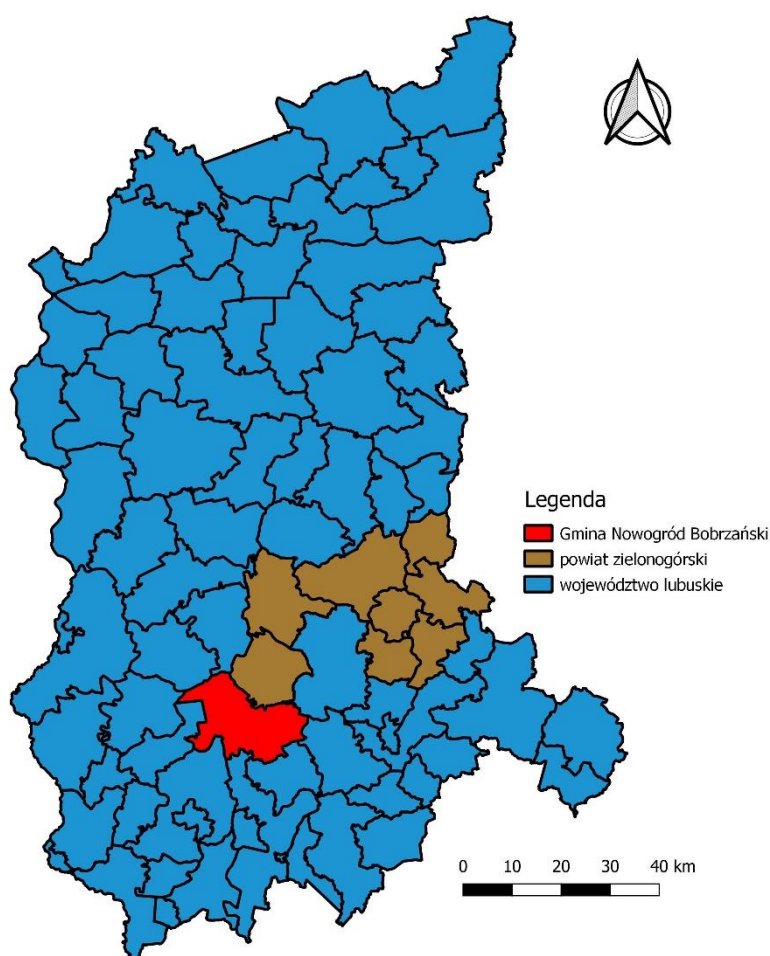 Legenda
Gmina Nowogród Bobrzański
powiat zielonogórski
województwo lubuskie
0 10 20 30 40 km